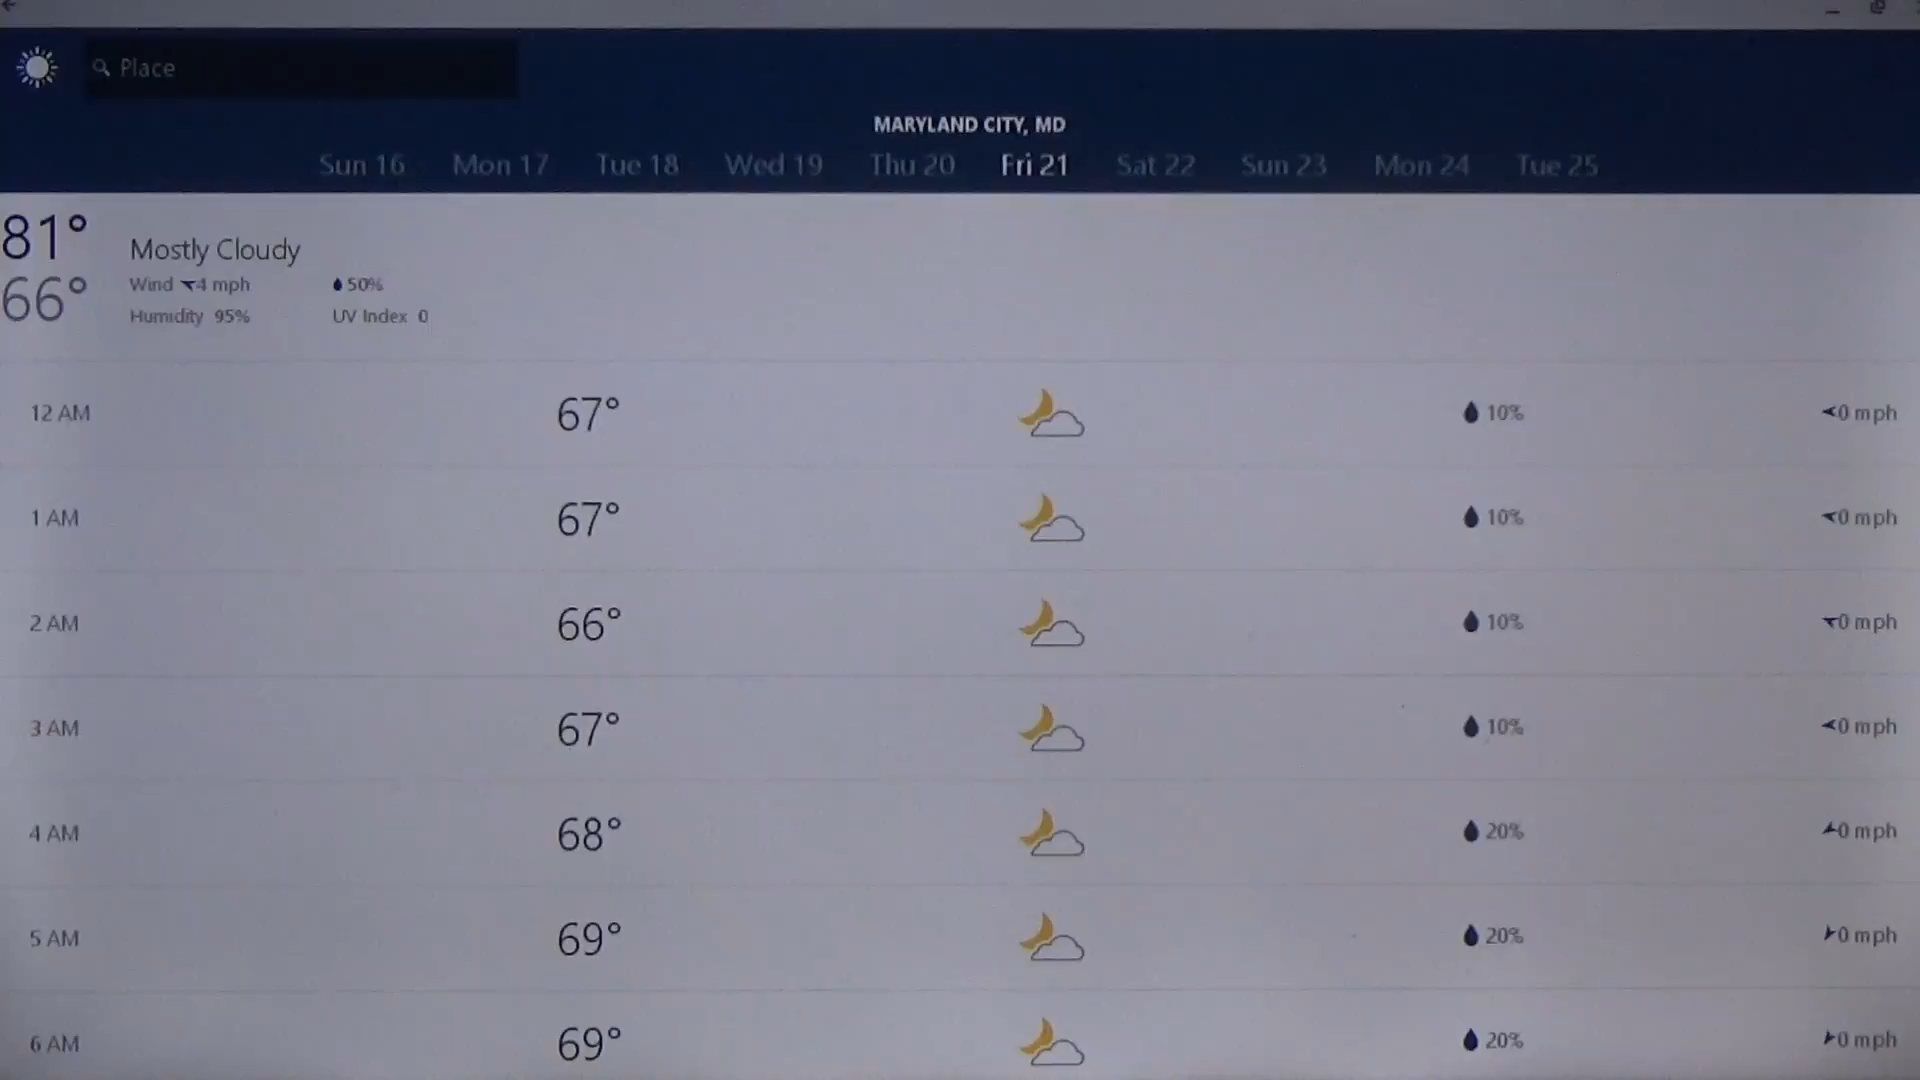 Place
MARYLAND CITY, MD
Sun 16 Mon 17 Tue 18 Wed 19 Thu 20 Fri 21 Sat 22 Sun 23 Mon 24 Tue 25
81°
66°
Mostly Cloudy
Wind 4 mph 50%
Humidity 95% UV Index 0
12 AM 67° 10% 0 mph
1 AM 67° 10% 0 mph
2 AM 66° 10% 0 mph
3 AM 67° 10% 0 mph
4 AM 68° 20% 0 mph
5 AM 69° 20% 0 mph
6 AM 69° 20% 0 mph